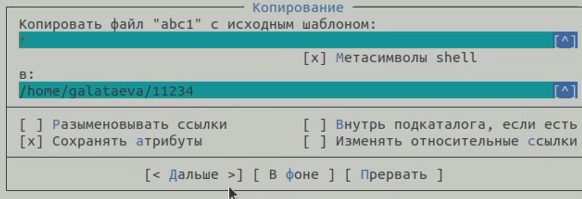 Копирование
Копировать файл "abc1" с исходным шаблоном:
* [^]
[x] Метасимволы shell
в:
/home/galataeva/11234 [^]
[ ] Разыменовывать ссылки [ ] Внутрь подкаталога, если есть
[x] Сохранять атрибуты [ ] Изменять относительные ссылки
[< Дальше >] [ В фоне ] [ Прервать ]